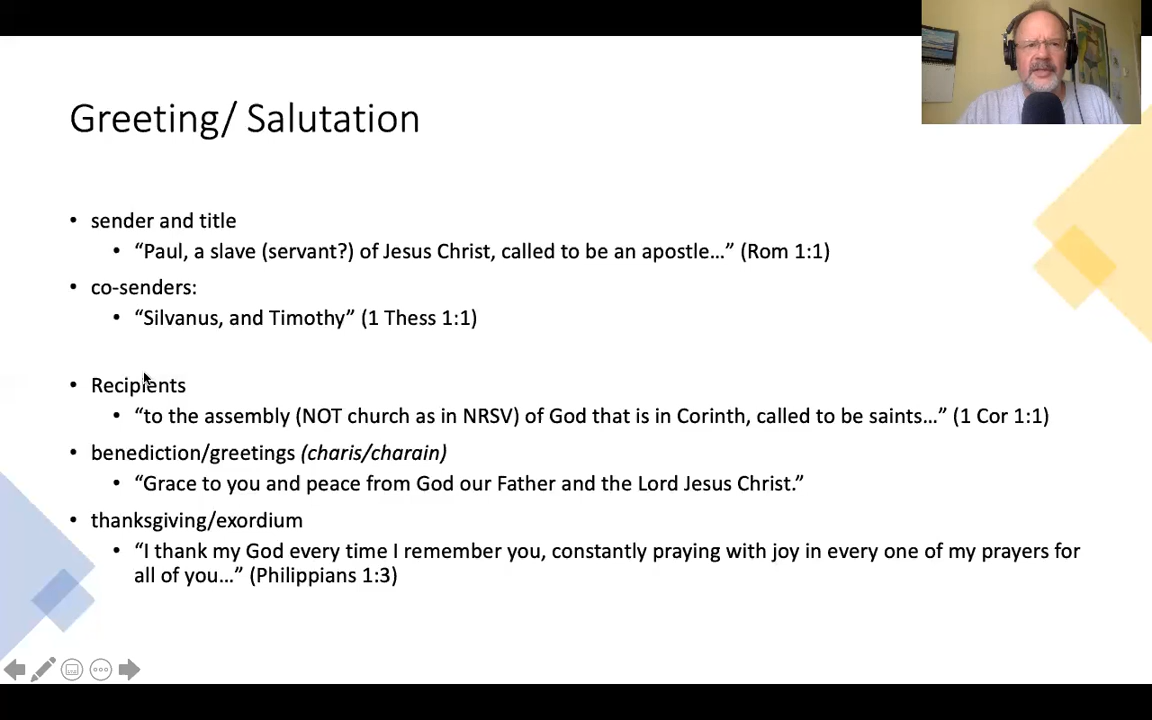 Greeting/ Salutation
• sender and title
• “Paul, a slave (servant?) of Jesus Christ, called to be an apostle…” (Rom 1:1)
• co-senders:
• “Silvanus, and Timothy” (1 Thess 1:1)
• Recipients
• “to the assembly (NOT church as in NRSV) of God that is in Corinth, called to be saints…” (1 Cor 1:1)
• benediction/greetings (charis/charain)
• “Grace to you and peace from God our Father and the Lord Jesus Christ.”
• thanksgiving/exordium
• “I thank my God every time I remember you, constantly praying with joy in every one of my prayers for
all of you…” (Philippians 1:3)